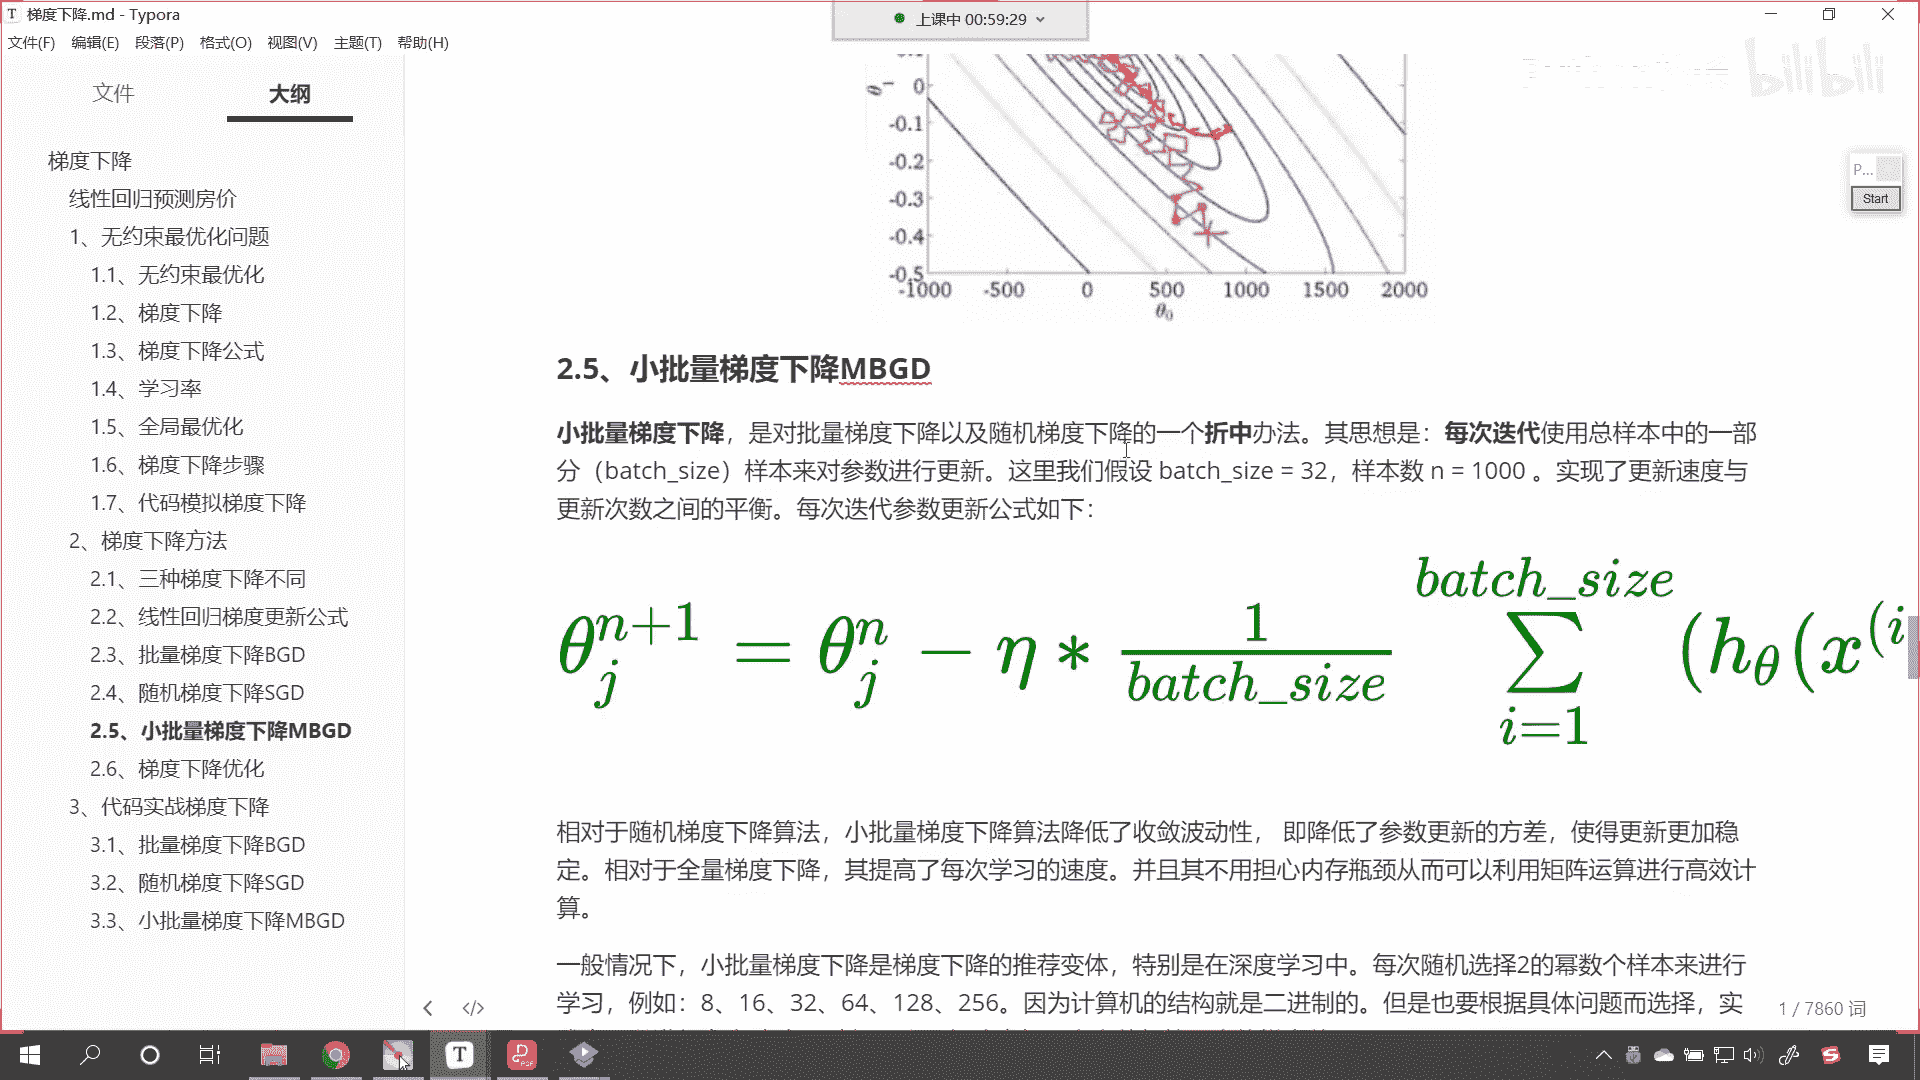 梯度下降.md - Typora
上课中 00:59:29
文件(F) 编辑(E) 段落(P) 格式(O) 视图(V) 主题(T) 帮助(H)
bilibili
文件
大纲
梯度下降
线性回归预测房价
1、无约束最优化问题
1.1、无约束最优化
1.2、梯度下降
1.3、梯度下降公式
1.4、学习率
1.5、全局最优化
1.6、梯度下降步骤
1.7、代码模拟梯度下降
2、梯度下降方法
2.1、三种梯度下降不同
2.2、线性回归梯度更新公式
2.3、批量梯度下降BGD
2.4、随机梯度下降SGD
2.5、小批量梯度下降MBGD
2.6、梯度下降优化
3、代码实战梯度下降
3.1、批量梯度下降BGD
3.2、随机梯度下降SGD
3.3、小批量梯度下降MBGD
θ1
0
-0.1
-0.2
-0.3
-0.4
-0.5
-1000 -500 0 500 1000 1500 2000
θ0
P...
Start
2.5、小批量梯度下降MBGD
小批量梯度下降，是对批量梯度下降以及随机梯度下降的一个折中办法。其思想是：每次迭代使用总样本中的一部
分（batch_size）样本来对参数进行更新。这里我们假设 batch_size = 32，样本数 n = 1000 。实现了更新速度与
更新次数之间的平衡。每次迭代参数更新公式如下：
θ_j^{n+1} = θ_j^n − η * \frac{1}{batch_size} \sum_{i=1}^{batch_size} (h_θ(x^{(i
相对于随机梯度下降算法，小批量梯度下降算法降低了收敛波动性， 即降低了参数更新的方差，使得更新更加稳
定。相对于全量梯度下降，其提高了每次学习的速度。并且其不用担心内存瓶颈从而可以利用矩阵运算进行高效计
算。
一般情况下，小批量梯度下降是梯度下降的推荐变体，特别是在深度学习中。每次随机选择2的幂数个样本来进行
学习，例如：8、16、32、64、128、256。因为计算机的结构就是二进制的。但是也要根据具体问题而选择，实
1 / 7860 词